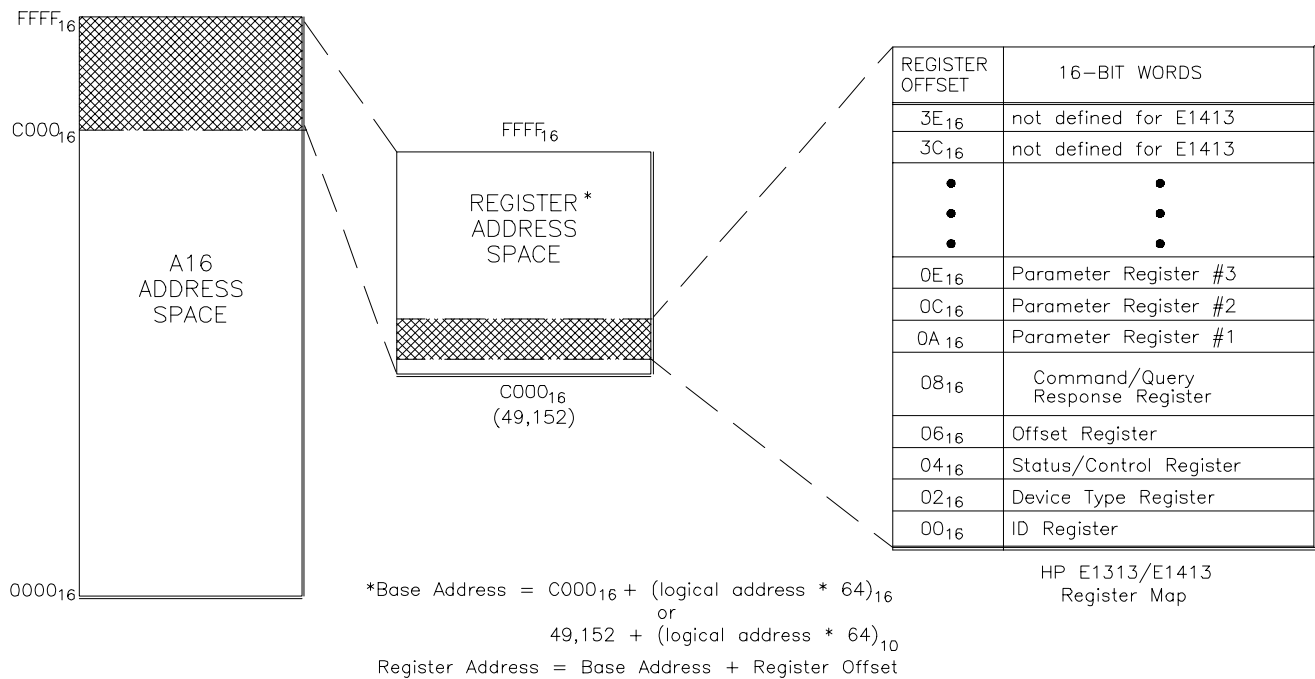 FFFF16
C00016
A16
ADDRESS
SPACE
000016
FFFF16
REGISTER*
ADDRESS
SPACE
C00016
(49,152)
REGISTER OFFSET 16-BIT WORDS
3E16 not defined for E1413
3C16 not defined for E1413
0E16 Parameter Register #3
0C16 Parameter Register #2
0A16 Parameter Register #1
0816 Command/Query Response Register
0616 Offset Register
0416 Status/Control Register
0216 Device Type Register
0016 ID Register
HP E1313/E1413
Register Map
*Base Address = C00016 + (logical address * 64)16
or
49,152 + (logical address * 64)10
Register Address = Base Address + Register Offset